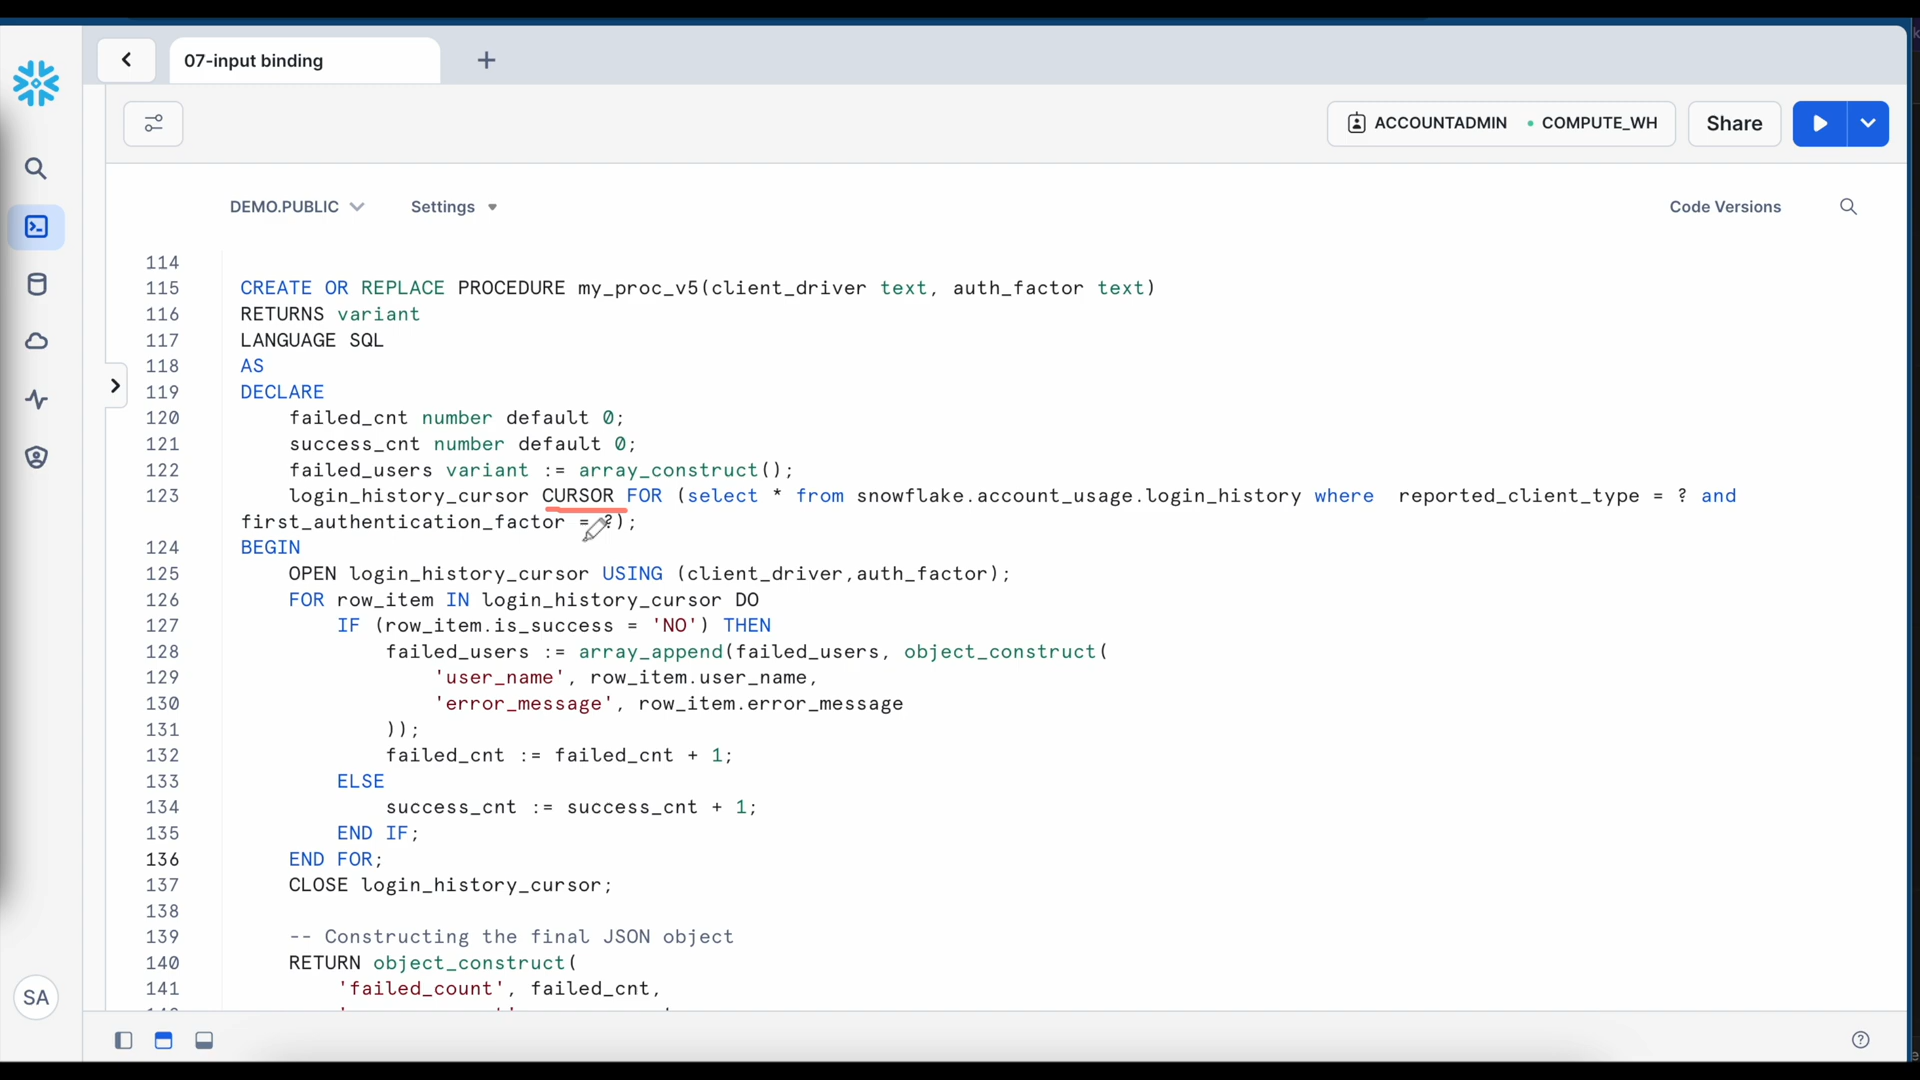 07-input binding
ACCOUNTADMIN
COMPUTE_WH
Share
DEMO.PUBLIC
Settings
Code Versions
114
115 CREATE OR REPLACE PROCEDURE my_proc_v5(client_driver text, auth_factor text)
116 RETURNS variant
117 LANGUAGE SQL
118 AS
119 DECLARE
120 failed_cnt number default 0;
121 success_cnt number default 0;
122 failed_users variant := array_construct();
123 login_history_cursor CURSOR FOR (select * from snowflake.account_usage.login_history where reported_client_type = ? and
first_authentication_factor = ?);
124 BEGIN
125 OPEN login_history_cursor USING (client_driver,auth_factor);
126 FOR row_item IN login_history_cursor DO
127 IF (row_item.is_success = 'NO') THEN
128 failed_users := array_append(failed_users, object_construct(
129 'user_name', row_item.user_name,
130 'error_message', row_item.error_message
131 ));
132 failed_cnt := failed_cnt + 1;
133 ELSE
134 success_cnt := success_cnt + 1;
135 END IF;
136 END FOR;
137 CLOSE login_history_cursor;
138
139 -- Constructing the final JSON object
140 RETURN object_construct(
141 'failed_count', failed_cnt,
SA